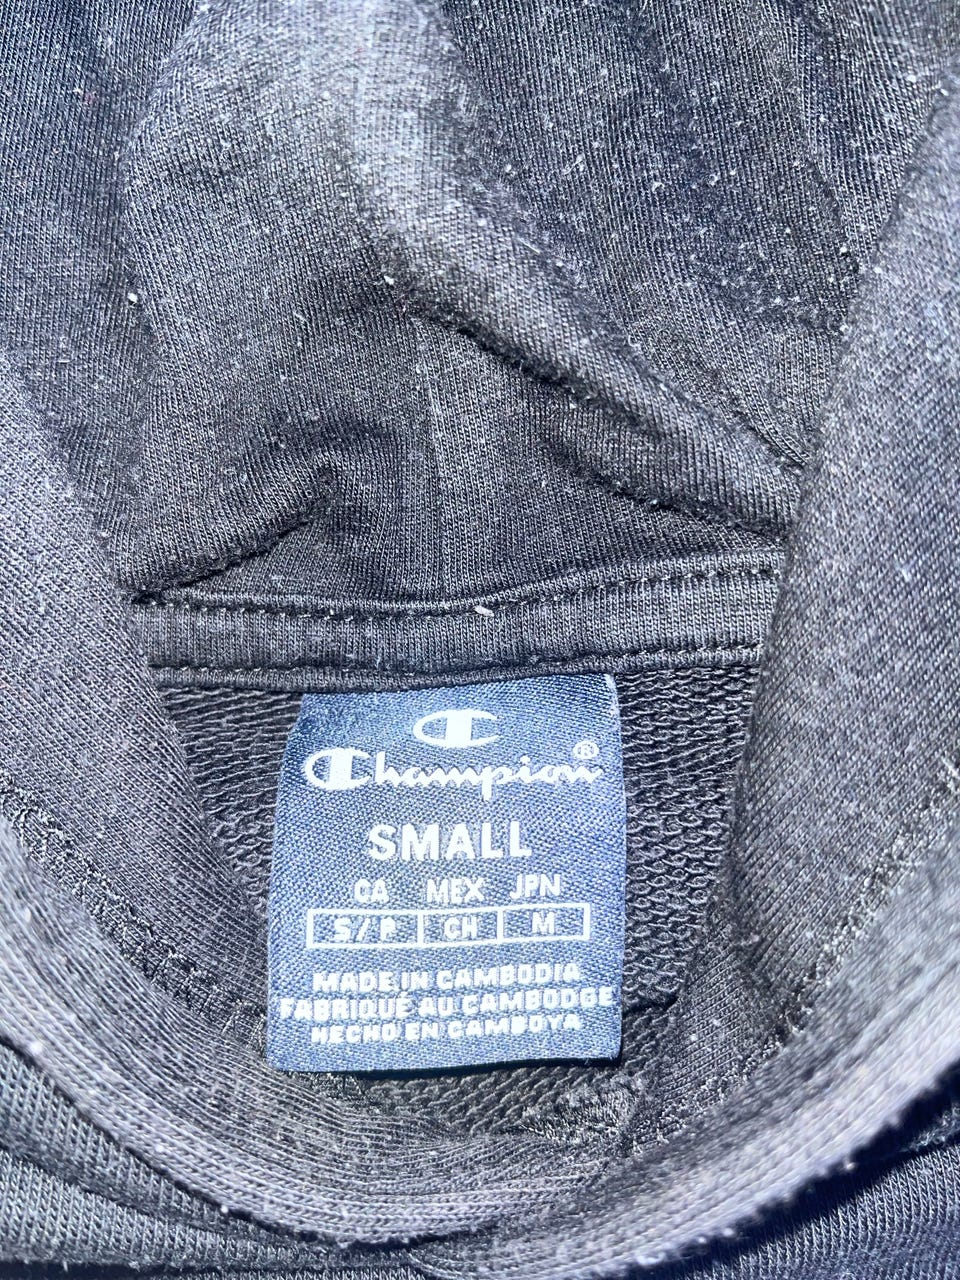 Champion®
SMALL
CA MEX JPN
S/P CH M
MADE IN CAMBODIA
FABRIQUÉ AU CAMBODGE
HECHO EN CAMBOYA